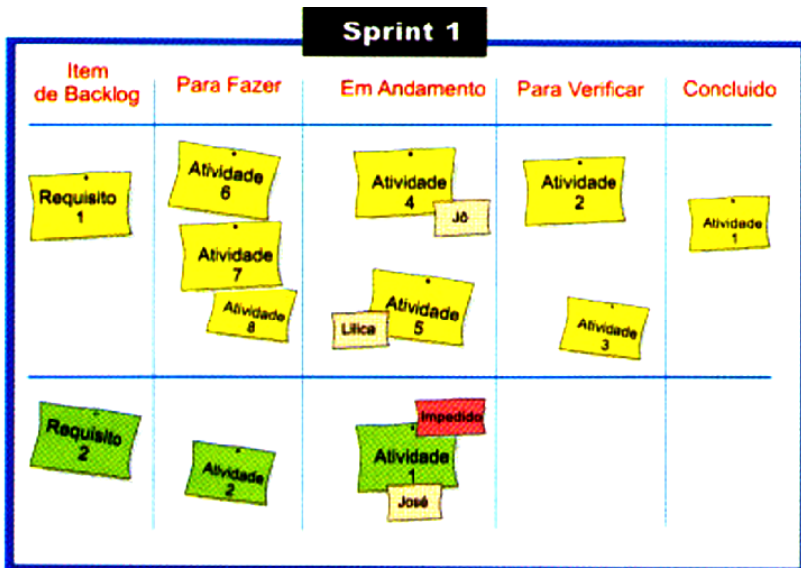 Sprint 1
Item
de Backlog
Para Fazer
Em Andamento
Para Verificar
Concluido
Requisito
1
Atividade
6
Atividade
7
Atividade
8
Atividade
4
Jô
Atividade
5
Lilica
Atividade
2
Atividade
3
Atividade
1
Requisito
2
Atividade
2
Impedido
Atividade
1
José